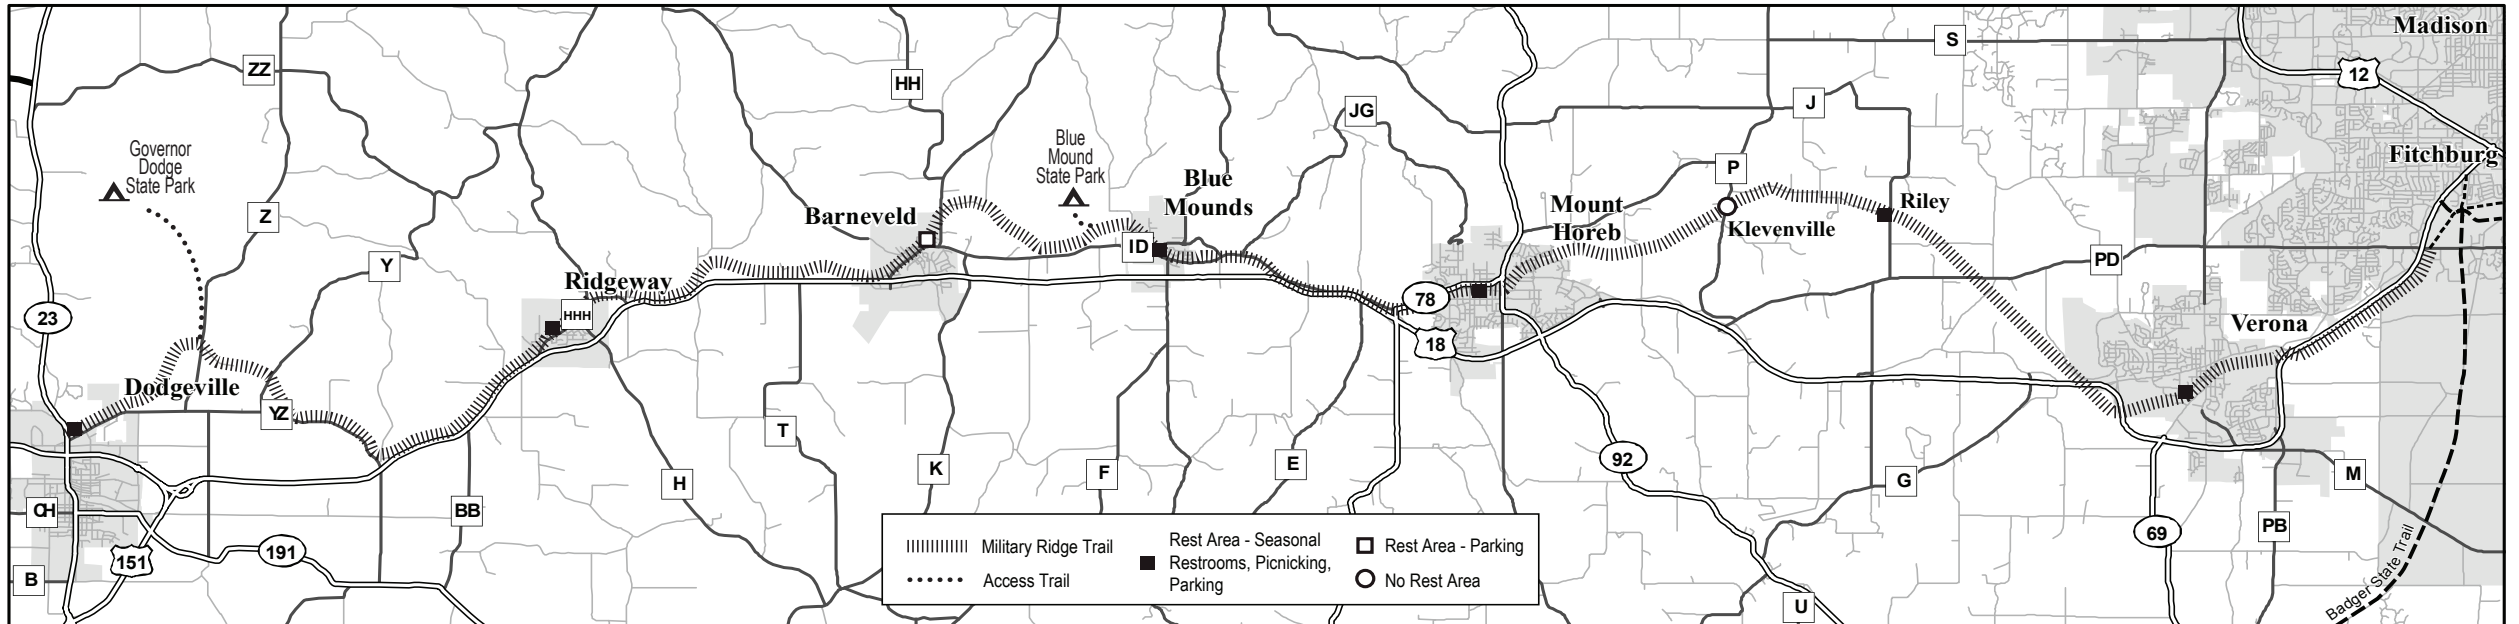 Madison
S
ZZ
12
HH
J
JG
Governor
Dodge
State Park
Blue
Mound
State Park
Fitchburg
P
Blue
Mounds
Riley
Mount
Horeb
Z
Barneveld
Klevenville
ID
PD
Y
Ridgeway
78
23
HHH
Verona
18
Dodgeville
YZ
T
92
K
F
E
M
G
H
CH
BB
PB
69
191
151
B
U
Badger State Trail
Military Ridge Trail
Access Trail
Rest Area - Seasonal
Restrooms, Picnicking,
Parking
Rest Area - Parking
No Rest Area